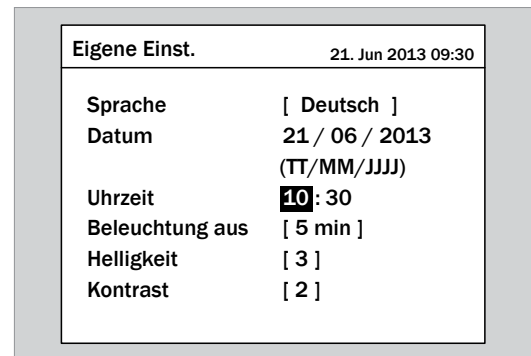 Eigene Einst. 21. Jun 2013 09:30
Sprache [ Deutsch ]
Datum 21 / 06 / 2013
(TT/MM/JJJJ)
Uhrzeit 10 : 30
Beleuchtung aus [ 5 min ]
Helligkeit [ 3 ]
Kontrast [ 2 ]